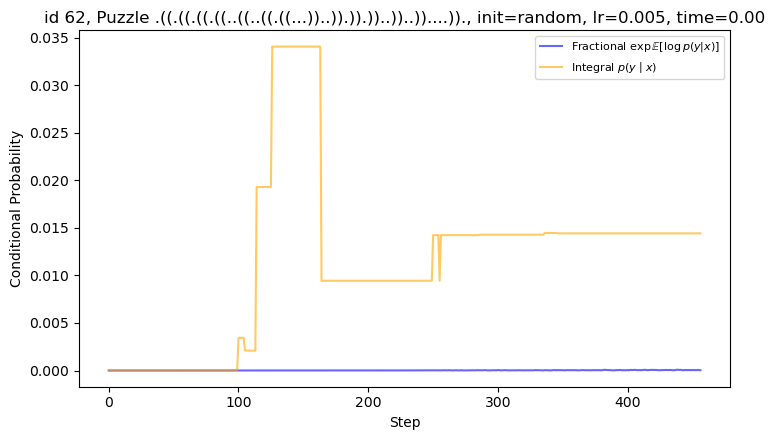 id 62, Puzzle .((.((.((.((..((..((.((...))..)).)).))..))..))....))., init=random, lr=0.005, time=0.00
Fractional exp𝔼[log p(y|x)]
Integral p(y | x)
Conditional Probability
0.035
0.030
0.025
0.020
0.015
0.010
0.005
0.000
0
100
200
300
400
Step